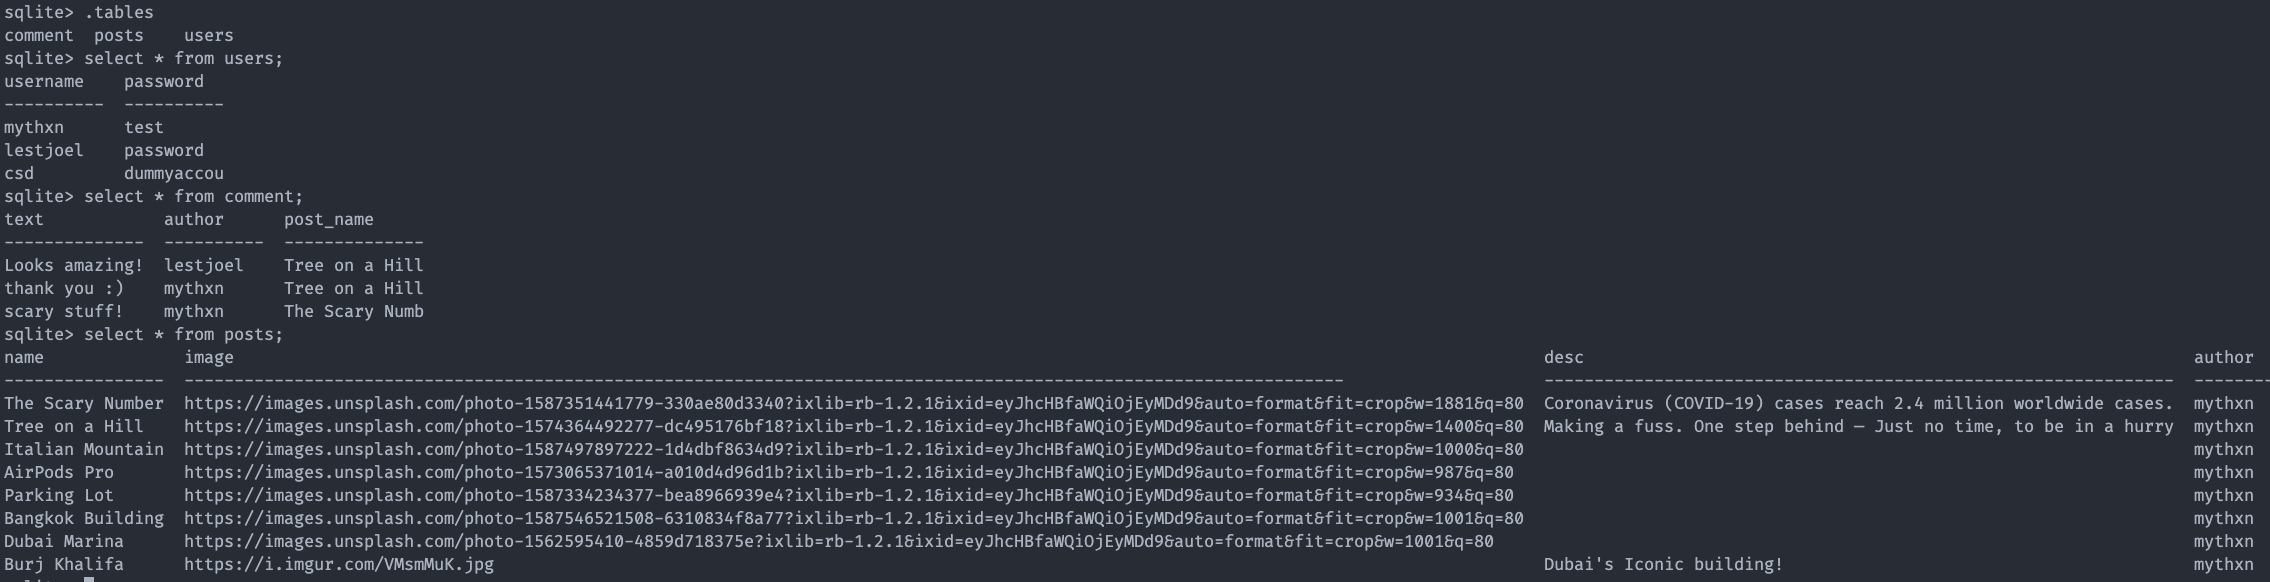 sqlite> .tables
comment  posts    users
sqlite> select * from users;
username    password
----------  ----------
mythxn      test
lestjoel    password
csd         dummyaccou
sqlite> select * from comment;
text            author      post_name
--------------  ----------  --------------
Looks amazing!  lestjoel    Tree on a Hill
thank you :)    mythxn      Tree on a Hill
scary stuff!    mythxn      The Scary Numb
sqlite> select * from posts;
name              image                                                                                                                                   desc                                                             author
----------------  --------------------------------------------------------------------------------------------------------------------                    ---------------------------------------------------------------  --------
The Scary Number  https://images.unsplash.com/photo-1587351441779-330ae80d3340?ixlib=rb-1.2.1&ixid=eyJhcHBfaWQiOjEyMDd9&auto=format&fit=crop&w=1881&q=80  Coronavirus (COVID-19) cases reach 2.4 million worldwide cases.  mythxn
Tree on a Hill    https://images.unsplash.com/photo-1574364492277-dc495176bf18?ixlib=rb-1.2.1&ixid=eyJhcHBfaWQiOjEyMDd9&auto=format&fit=crop&w=1400&q=80  Making a fuss. One step behind — Just no time, to be in a hurry  mythxn
Italian Mountain  https://images.unsplash.com/photo-1587497897222-1d4dbf8634d9?ixlib=rb-1.2.1&ixid=eyJhcHBfaWQiOjEyMDd9&auto=format&fit=crop&w=1000&q=80                                                                   mythxn
AirPods Pro       https://images.unsplash.com/photo-1573065371014-a010d4d96d1b?ixlib=rb-1.2.1&ixid=eyJhcHBfaWQiOjEyMDd9&auto=format&fit=crop&w=987&q=80                                                                    mythxn
Parking Lot       https://images.unsplash.com/photo-1587334234377-bea8966939e4?ixlib=rb-1.2.1&ixid=eyJhcHBfaWQiOjEyMDd9&auto=format&fit=crop&w=934&q=80                                                                    mythxn
Bangkok Building  https://images.unsplash.com/photo-1587546521508-6310834f8a77?ixlib=rb-1.2.1&ixid=eyJhcHBfaWQiOjEyMDd9&auto=format&fit=crop&w=1001&q=80                                                                   mythxn
Dubai Marina      https://images.unsplash.com/photo-1562595410-4859d718375e?ixlib=rb-1.2.1&ixid=eyJhcHBfaWQiOjEyMDd9&auto=format&fit=crop&w=1001&q=80                                                                      mythxn
Burj Khalifa      https://i.imgur.com/VMsmMuK.jpg                                                                                                         Dubai's Iconic building!                                         mythxn